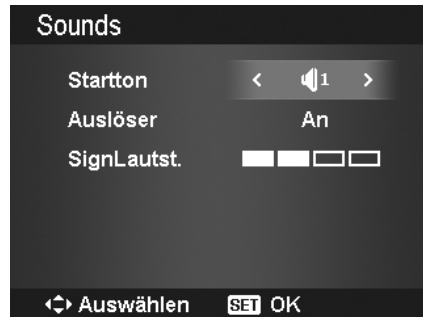 Sounds
Startton < 1 >
Auslöser An
SignLautst.
Auswählen SET OK